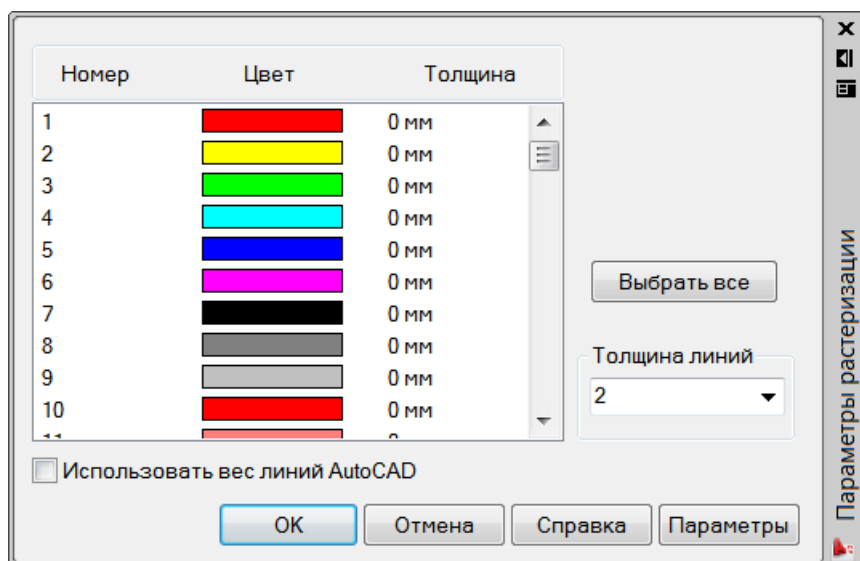 Номер Цвет Толщина
1 0 мм
2 0 мм
3 0 мм
4 0 мм
5 0 мм
6 0 мм
7 0 мм
8 0 мм
9 0 мм
10 0 мм
Выбрать все
Толщина линий
2
Использовать вес линий AutoCAD
OK Отмена Справка Параметры
Параметры растеризации